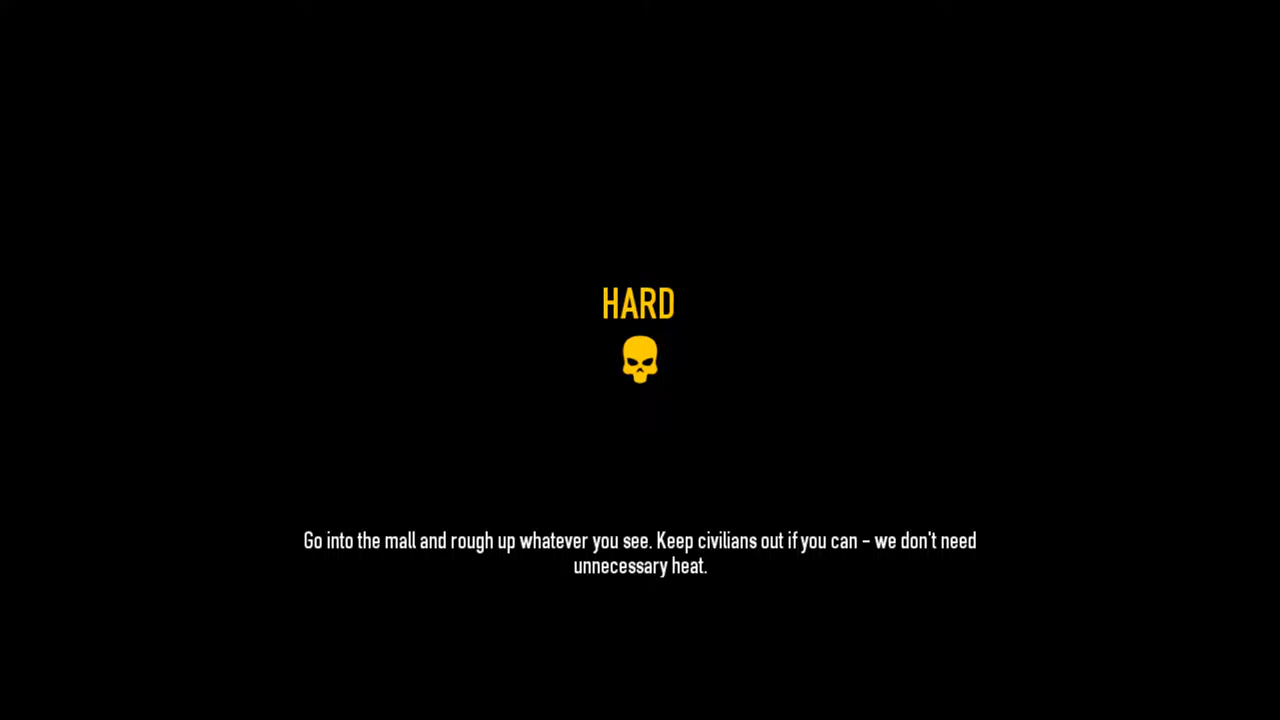 HARD
Go into the mall and rough up whatever you see. Keep civilians out if you can - we don't need
unnecessary heat.